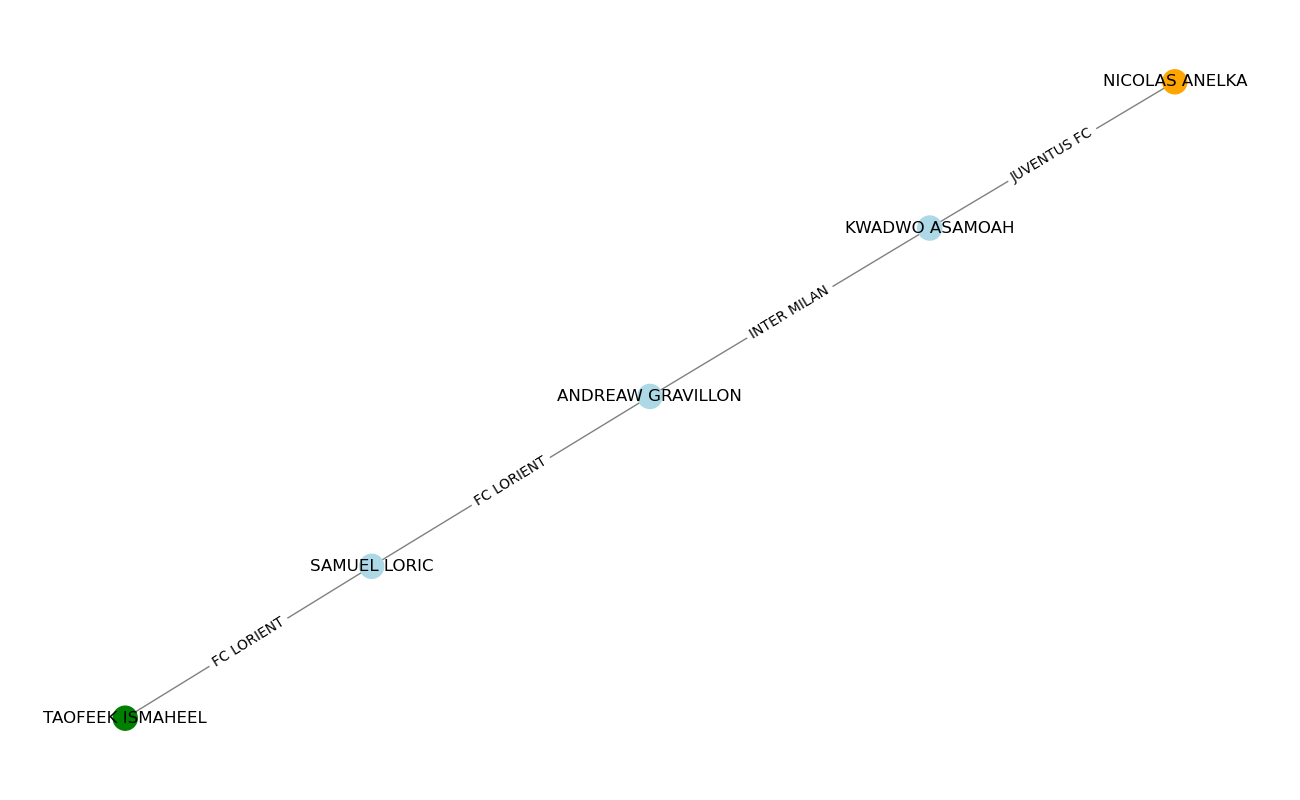 NICOLAS ANELKA
JUVENTUS FC
KWADWO ASAMOAH
INTER MILAN
ANDREAW GRAVILLON
FC LORIENT
SAMUEL LORIC
FC LORIENT
TAOFEEK ISMAHEEL